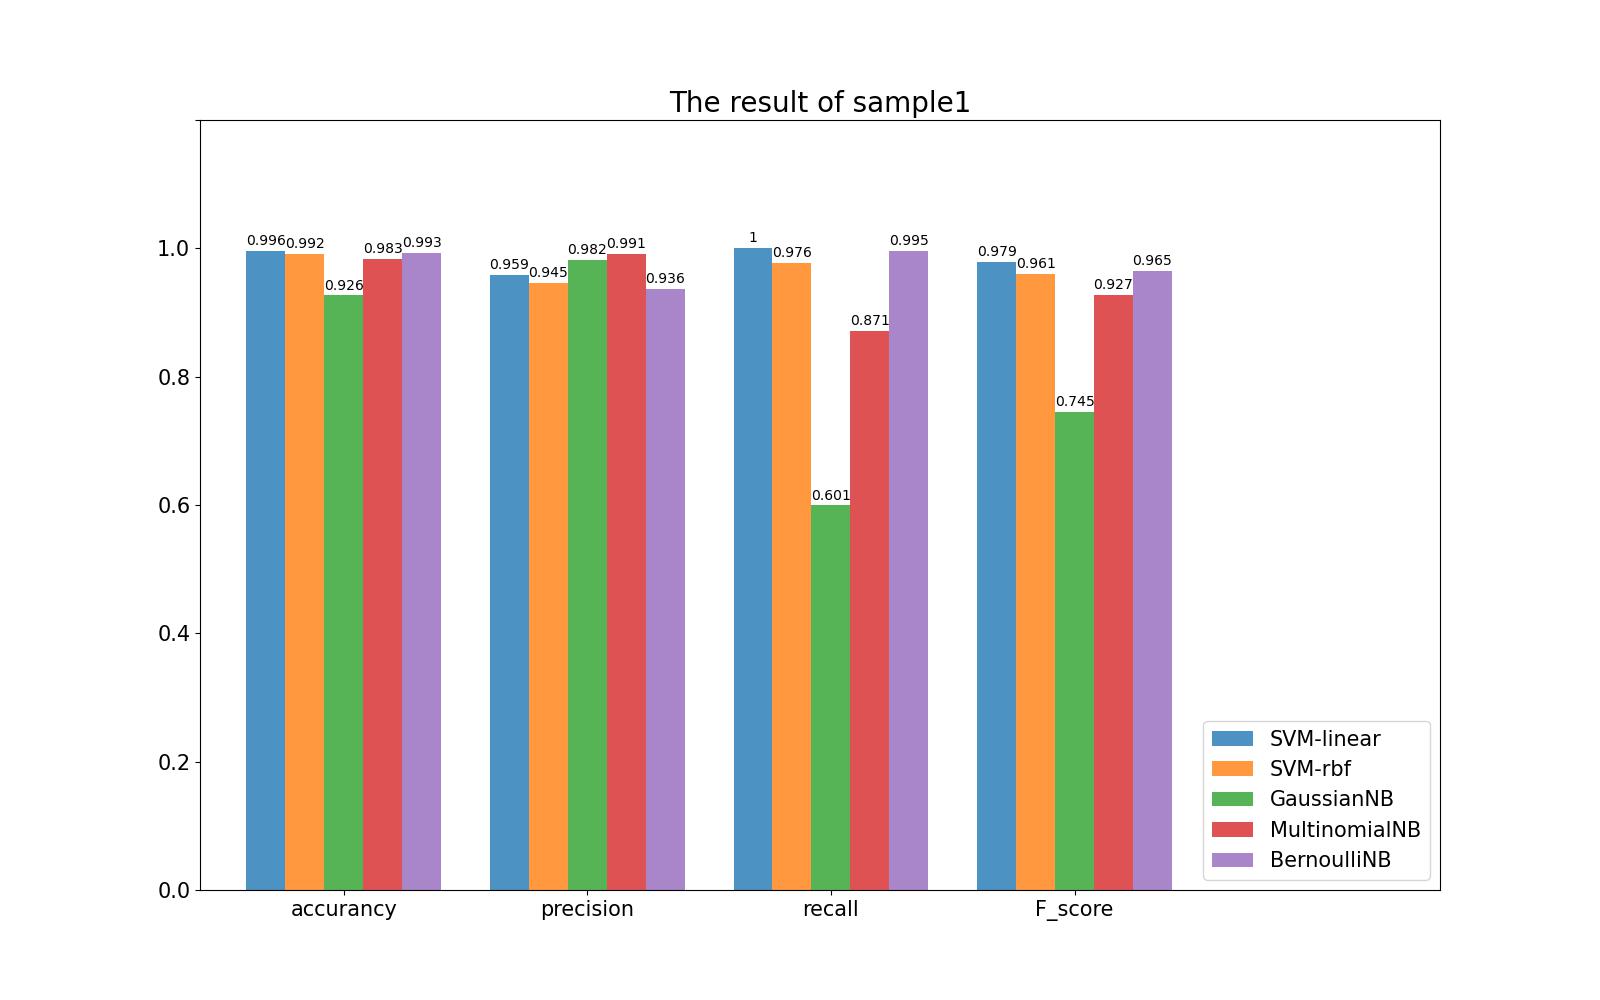 The result of sample1
1.0
0.8
0.6
0.4
0.2
0.0
0.996 0.992 0.926 0.983 0.993
0.959 0.945 0.982 0.991 0.936
1 0.976 0.601 0.871 0.995
0.979 0.961 0.745 0.927 0.965
accurancy precision recall F_score
SVM-linear
SVM-rbf
GaussianNB
MultinomialNB
BernoulliNB